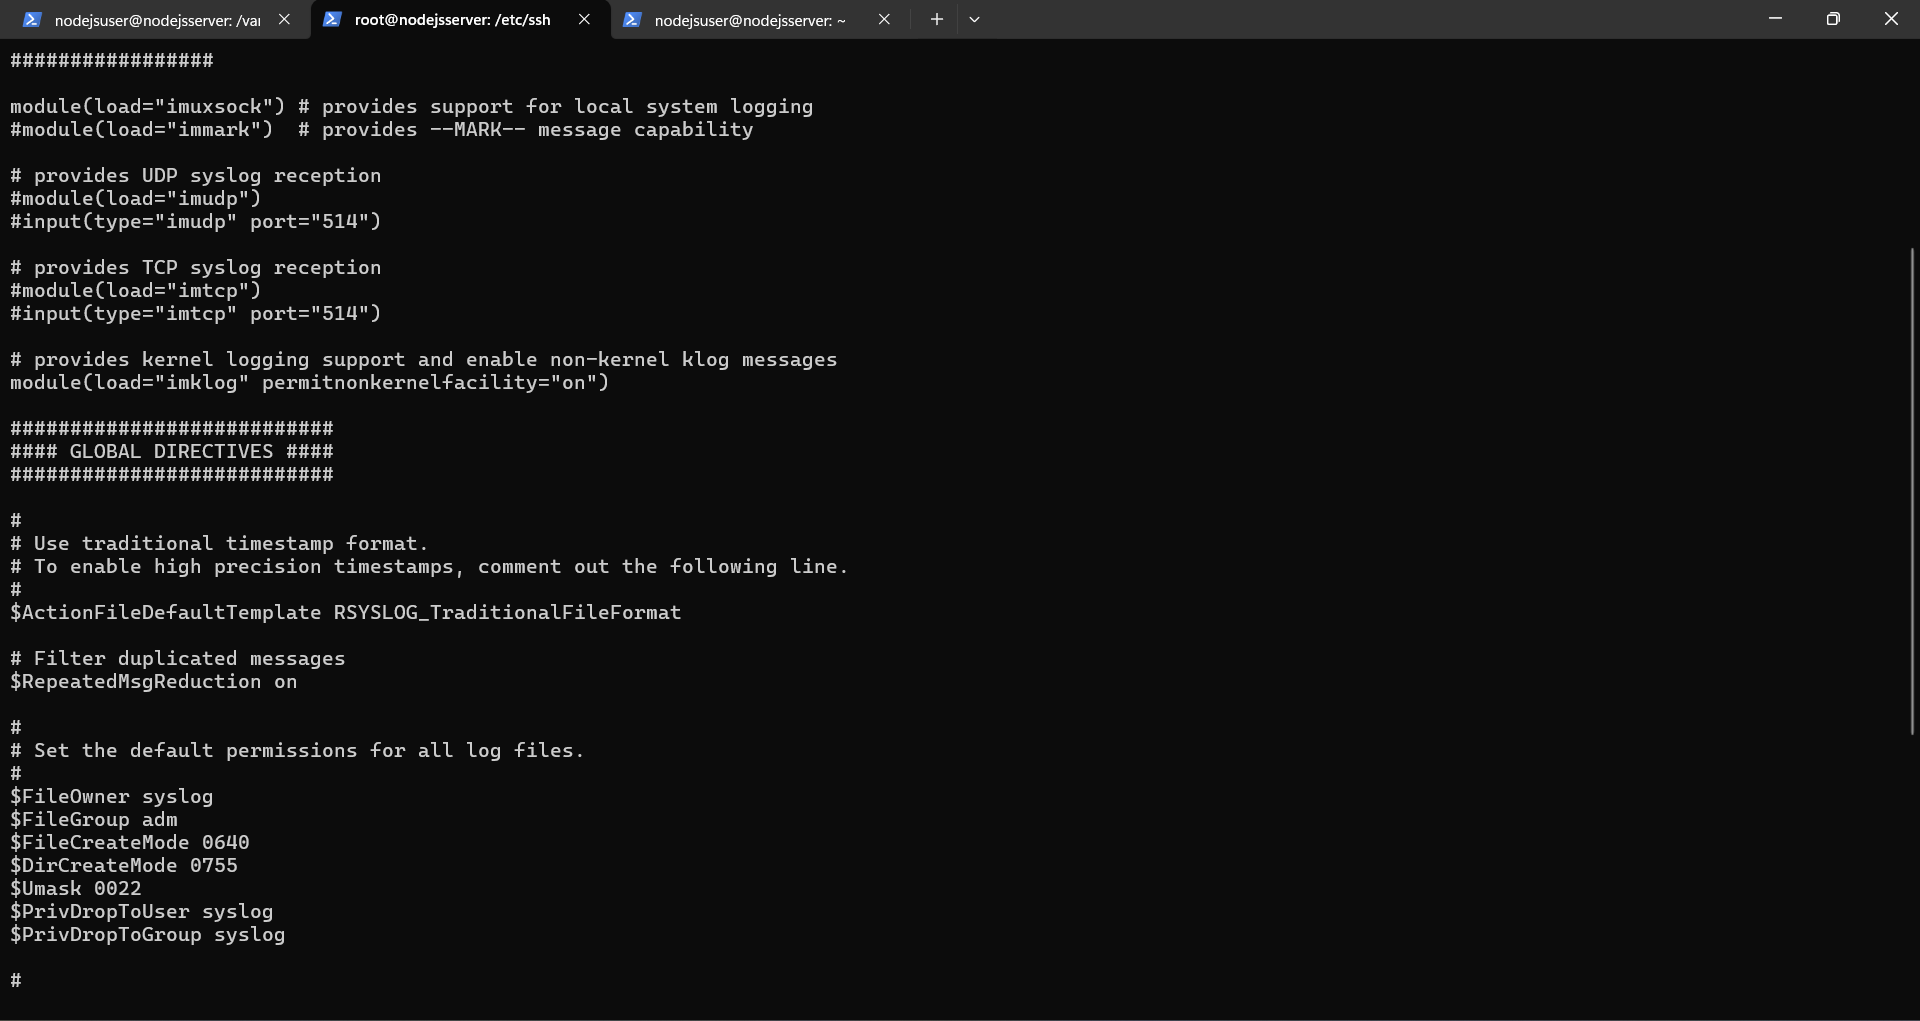 nodejsuser@nodejsserver: /var
root@nodejsserver: /etc/ssh
nodejsuser@nodejsserver: ~
#################
module(load="imuxsock") # provides support for local system logging
#module(load="immark")  # provides --MARK-- message capability
# provides UDP syslog reception
#module(load="imudp")
#input(type="imudp" port="514")
# provides TCP syslog reception
#module(load="imtcp")
#input(type="imtcp" port="514")
# provides kernel logging support and enable non-kernel klog messages
module(load="imklog" permitnonkernelfacility="on")
###########################
#### GLOBAL DIRECTIVES ####
###########################
#
# Use traditional timestamp format.
# To enable high precision timestamps, comment out the following line.
#
$ActionFileDefaultTemplate RSYSLOG_TraditionalFileFormat
# Filter duplicated messages
$RepeatedMsgReduction on
#
# Set the default permissions for all log files.
#
$FileOwner syslog
$FileGroup adm
$FileCreateMode 0640
$DirCreateMode 0755
$Umask 0022
$PrivDropToUser syslog
$PrivDropToGroup syslog
#